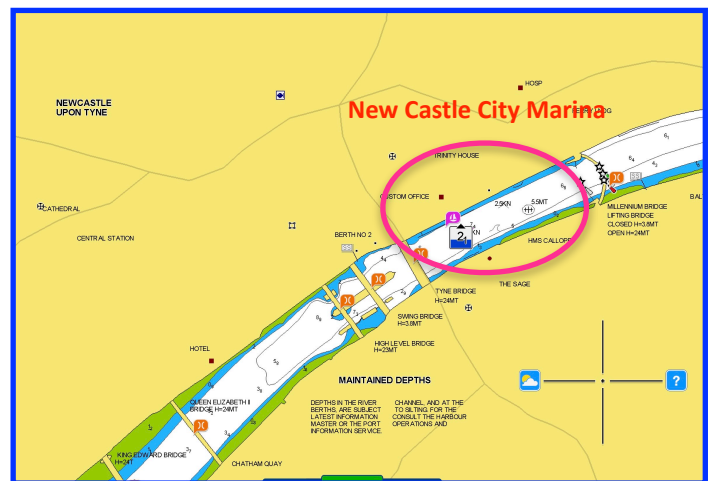 HOSP
NEWCASTLE
UPON TYNE
New Castle City Marina
TRINITY HOUSE
CATHEDRAL
CUSTOM OFFICE
2.5KN
5.5MT
BAL
MILLENNIUM BRIDGE
LIFTING BRIDGE
CLOSED H=3.8MT
OPEN H=24MT
BERTH NO 2
CENTRAL STATION
KN
2₁
HMS CALLOPE
THE SAGE
TYNE BRIDGE
H=24MT
SWING BRIDGE
H=3.8MT
HIGH LEVEL BRIDGE
H=23MT
HOTEL
MAINTAINED DEPTHS
?
QUEEN ELIZABETH II
BRIDGE H=24MT
DEPTHS IN THE RIVER CHANNEL, AND AT THE
BERTHS, ARE SUBJECT TO SILTING. FOR THE
LATEST INFORMATION CONSULT THE HARBOUR
MASTER OR THE PORT OPERATIONS AND
INFORMATION SERVICE.
KING EDWARD BRIDGE
H=24T
CHATHAM QUAY